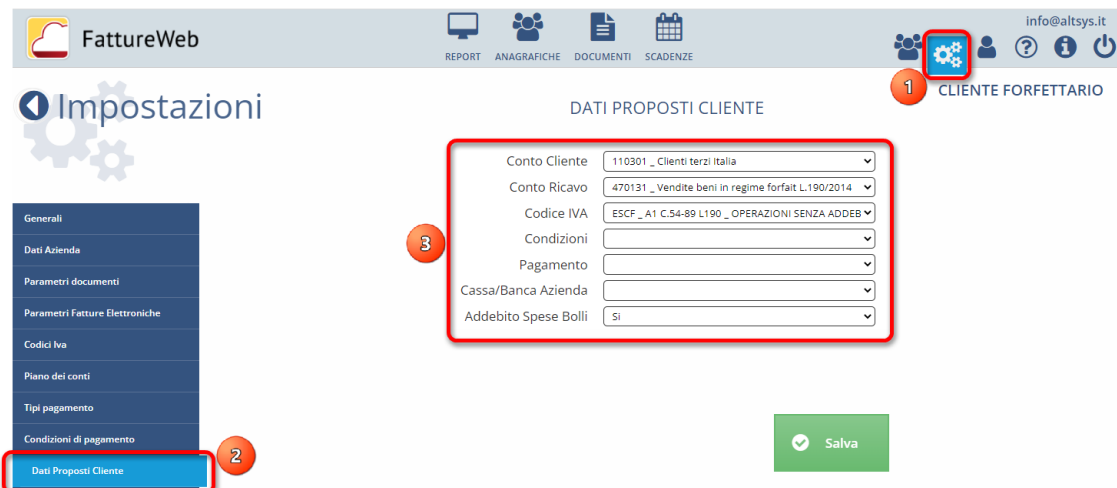 FattureWeb
REPORT ANAGRAFICHE DOCUMENTI SCADENZE
info@altsys.it
1
CLIENTE FORFETTARIO
Impostazioni
DATI PROPOSTI CLIENTE
Conto Cliente 110301 _ Clienti terzi Italia
Conto Ricavo 470131 _ Vendite beni in regime forfait L.190/2014
Codice IVA ESCF _ A1 C.54-89 L190 _ OPERAZIONI SENZA ADDEB
Condizioni
Pagamento
Cassa/Banca Azienda
Addebito Spese Bolli Si
3
Generali
Dati Azienda
Parametri documenti
Parametri Fatture Elettroniche
Codici Iva
Piano dei conti
Tipi pagamento
Condizioni di pagamento
Dati Proposti Cliente
2
Salva